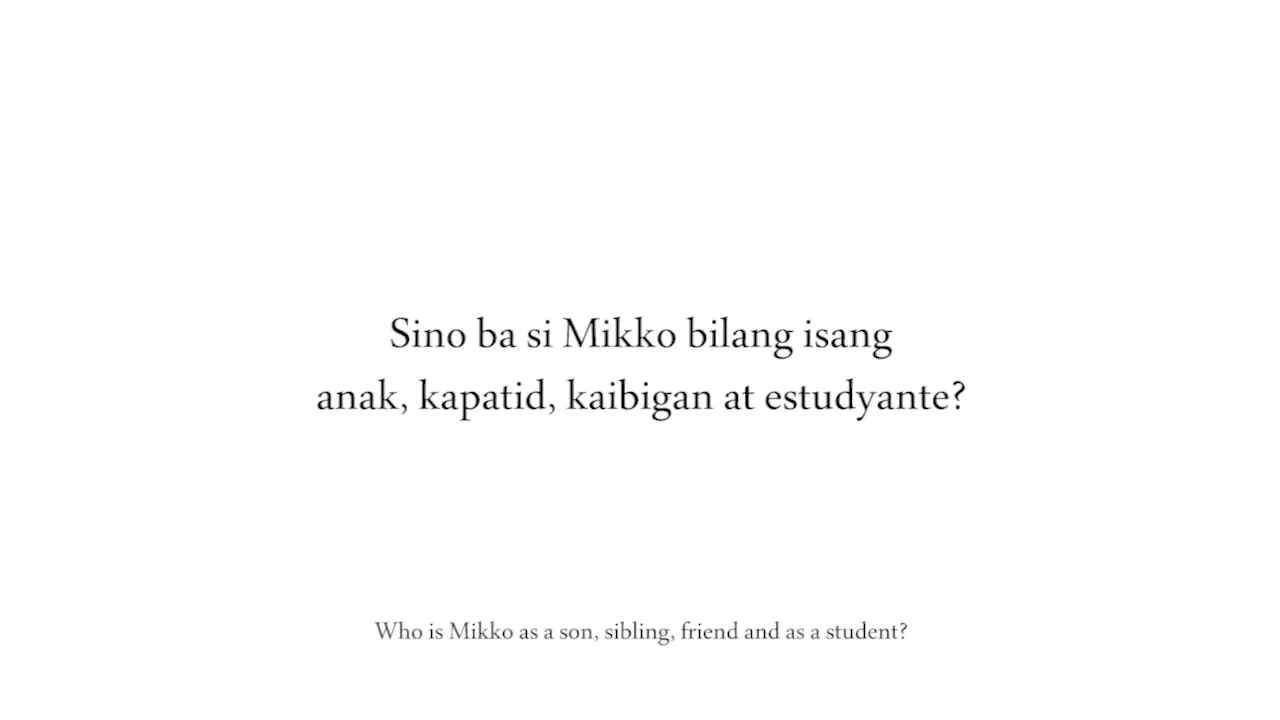 Sino ba si Mikko bilang isang
anak, kapatid, kaibigan at estudyante?
Who is Mikko as a son, sibling, friend and as a student?